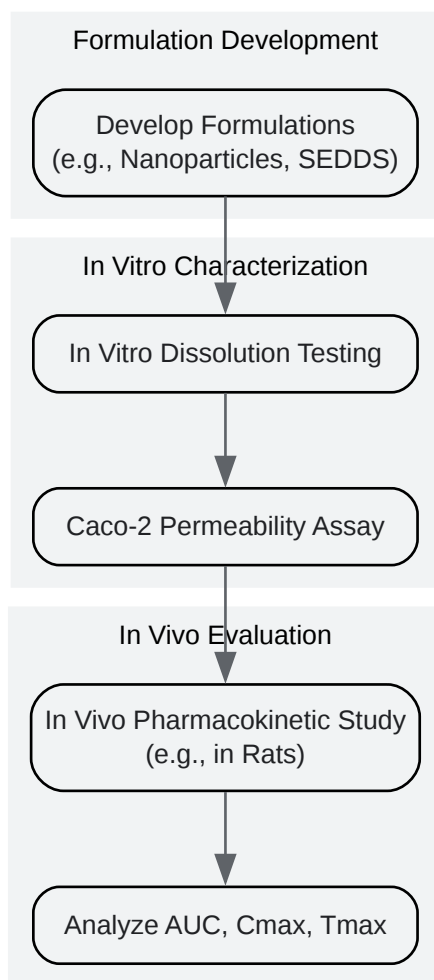 Formulation Development
Develop Formulations
(e.g., Nanoparticles, SEDDS)
In Vitro Characterization
In Vitro Dissolution Testing
Caco-2 Permeability Assay
In Vivo Evaluation
In Vivo Pharmacokinetic Study
(e.g., in Rats)
Analyze AUC, Cmax, Tmax